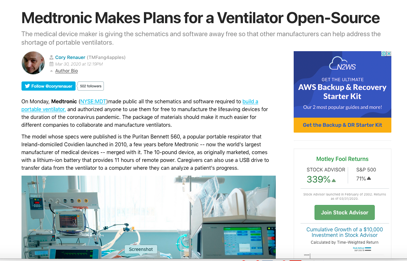 Medtronic Makes Plans for a Ventilator Open-Source
The medical device maker is giving the schematics and software away free so that other manufacturers can help address the
shortage of portable ventilators.
Cory Renauer (TMFang4apples)
Mar 30, 2020 at 12:19PM
Author Bio
Follow @coryrenauer
On Monday, Medtronic (NYSE:MDT)made public all the schematics and software required to build a
portable ventilator, and authorized anyone to use them for free to manufacture the lifesaving devices for
the duration of the coronavirus pandemic. The package of materials should make it much easier for
different companies to collaborate and manufacture ventilators.
The model whose specs were published is the Puritan Bennett 560, a popular portable respirator that
Ireland-domiciled Covidien launched in 2010, a few years before Medtronic -- now the world's largest
manufacturer of medical devices -- merged with it. The 10-pound device, as originally marketed, comes
with a lithium-ion battery that provides 11 hours of remote power. Caregivers can also use a USB drive to
transfer data from the ventilator to a computer where they can analyze a patient's progress.
Screenshot
N2WS
GET THE ULTIMATE
AWS Backup & Recovery
Starter Kit
Our 2 most popular guides and more!
Get the Backup & DR Starter Kit
Motley Fool Returns
STOCK ADVISOR S&P 500
339% 71%
Join Stock Advisor
Cumulative Growth of a $10,000
Investment in Stock Advisor
Calculated by Time-Weighted Return